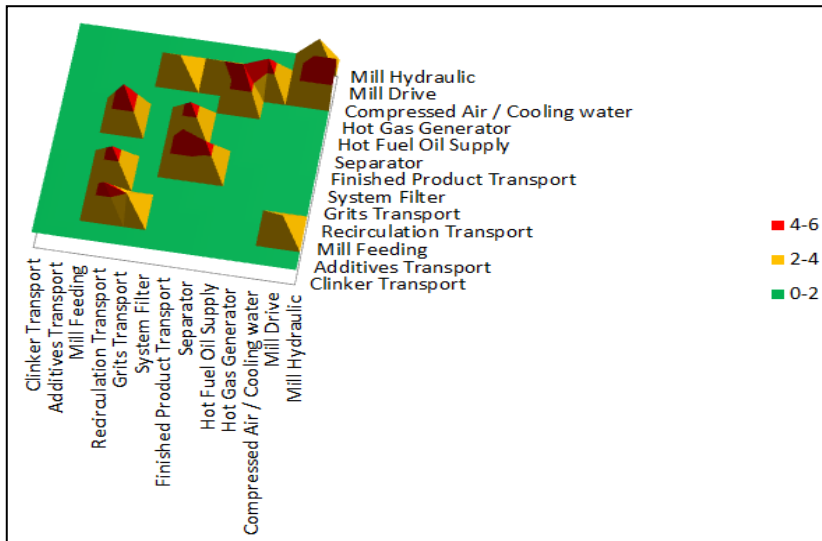 Mill Hydraulic
Mill Drive
Compressed Air / Cooling water
Hot Gas Generator
Hot Fuel Oil Supply
Separator
Finished Product Transport
System Filter
Grits Transport
Recirculation Transport
Mill Feeding
Additives Transport
Clinker Transport
4-6
2-4
0-2
Clinker Transport
Additives Transport
Mill Feeding
Recirculation Transport
Grits Transport
System Filter
Finished Product Transport
Separator
Hot Fuel Oil Supply
Hot Gas Generator
Compressed Air / Cooling water
Mill Drive
Mill Hydraulic